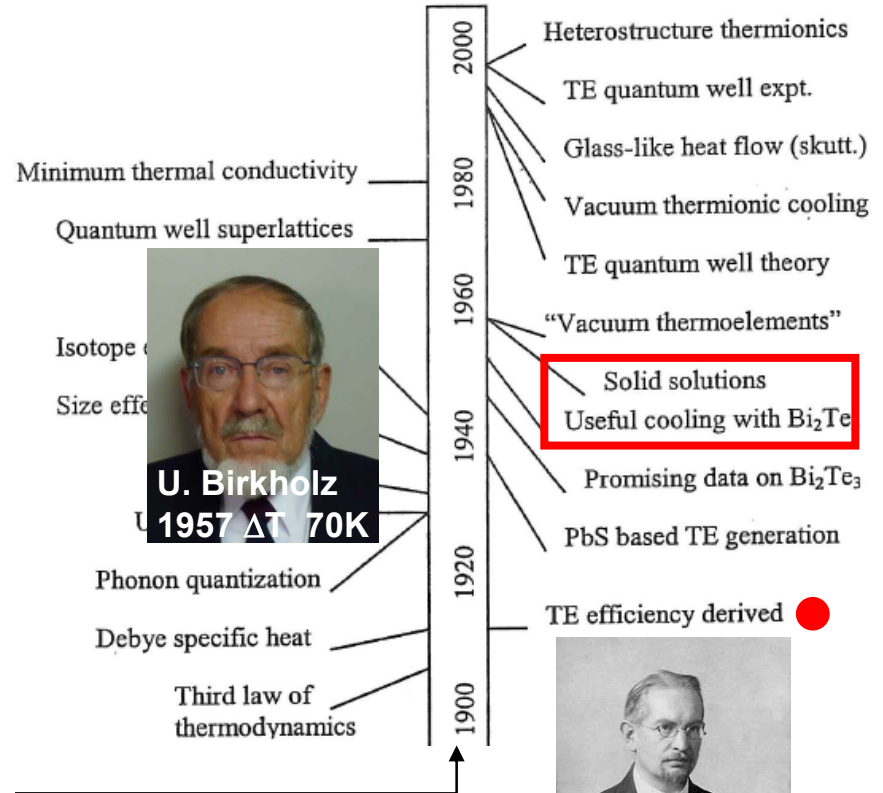 2000
1980
1960
1940
1920
1900
Minimum thermal conductivity
Quantum well superlattices
Isotope
Size
U. Birkholz
1957 ΔT 70K
Phonon quantization
Debye specific heat
Third law of
thermodynamics
Heterostructure thermionics
TE quantum well expt.
Glass-like heat flow (skutt.)
Vacuum thermionic cooling
TE quantum well theory
“Vacuum thermoelements”
Solid solutions
Useful cooling with Bi₂Te
Promising data on Bi₂Te₃
PbS based TE generation
TE efficiency derived